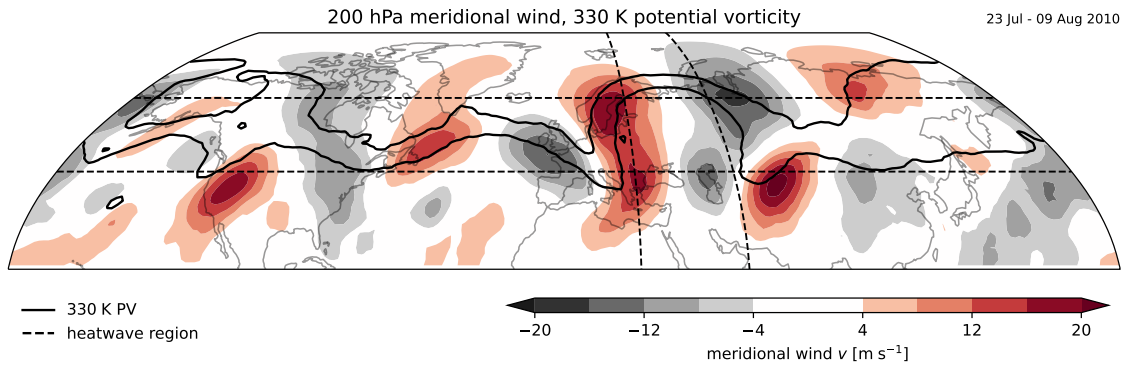 200 hPa meridional wind, 330 K potential vorticity
23 Jul - 09 Aug 2010
330 K PV
heatwave region
−20 −12 −4 4 12 20
meridional wind v [m s⁻¹]